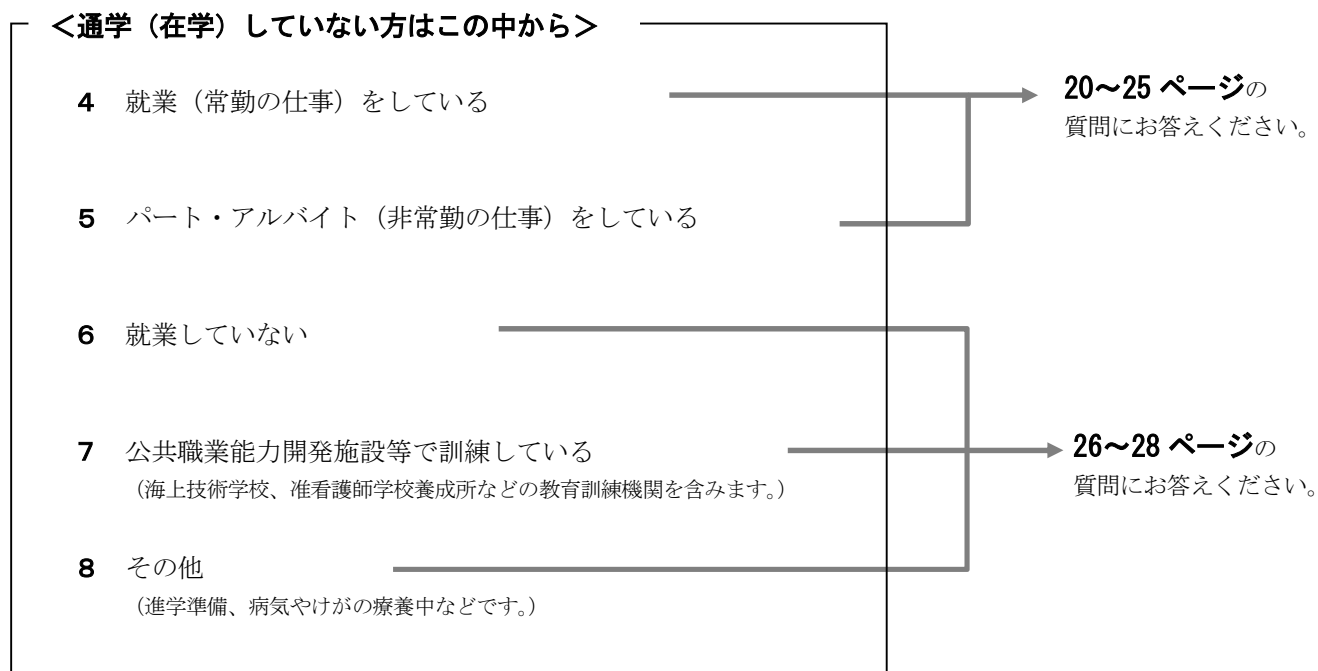 ＜通学（在学）していない方はこの中から＞
4 就業（常勤の仕事）をしている
20～25 ページの
質問にお答えください。
5 パート・アルバイト（非常勤の仕事）をしている
6 就業していない
7 公共職業能力開発施設等で訓練している
（海上技術学校、准看護師学校養成所などの教育訓練機関を含みます。）
26～28 ページの
質問にお答えください。
8 その他
（進学準備、病気やけがの療養中などです。）